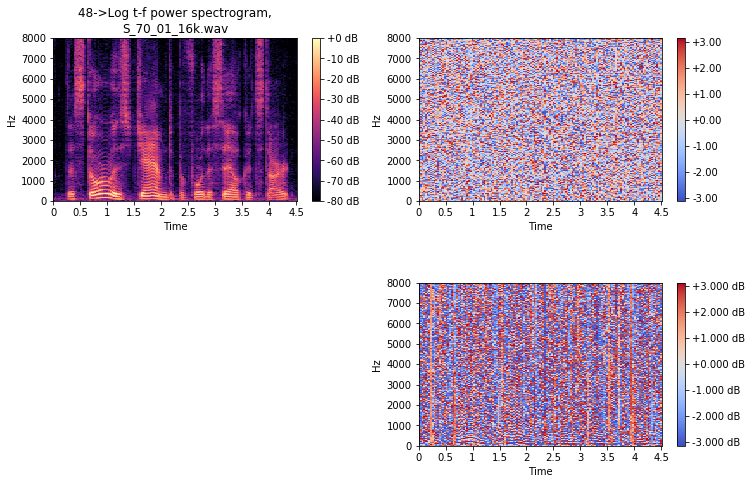 48->Log t-f power spectrogram,
S_70_01_16k.wav
8000
7000
6000
5000
4000
3000
2000
1000
0
Hz
0 0.5 1 1.5 2 2.5 3 3.5 4 4.5
Time
+0 dB
-10 dB
-20 dB
-30 dB
-40 dB
-50 dB
-60 dB
-70 dB
-80 dB
8000
7000
6000
5000
4000
3000
2000
1000
0
Hz
0 0.5 1 1.5 2 2.5 3 3.5 4 4.5
Time
+3.00
+2.00
+1.00
+0.00
-1.00
-2.00
-3.00
8000
7000
6000
5000
4000
3000
2000
1000
0
Hz
0 0.5 1 1.5 2 2.5 3 3.5 4 4.5
Time
+3.000 dB
+2.000 dB
+1.000 dB
+0.000 dB
-1.000 dB
-2.000 dB
-3.000 dB